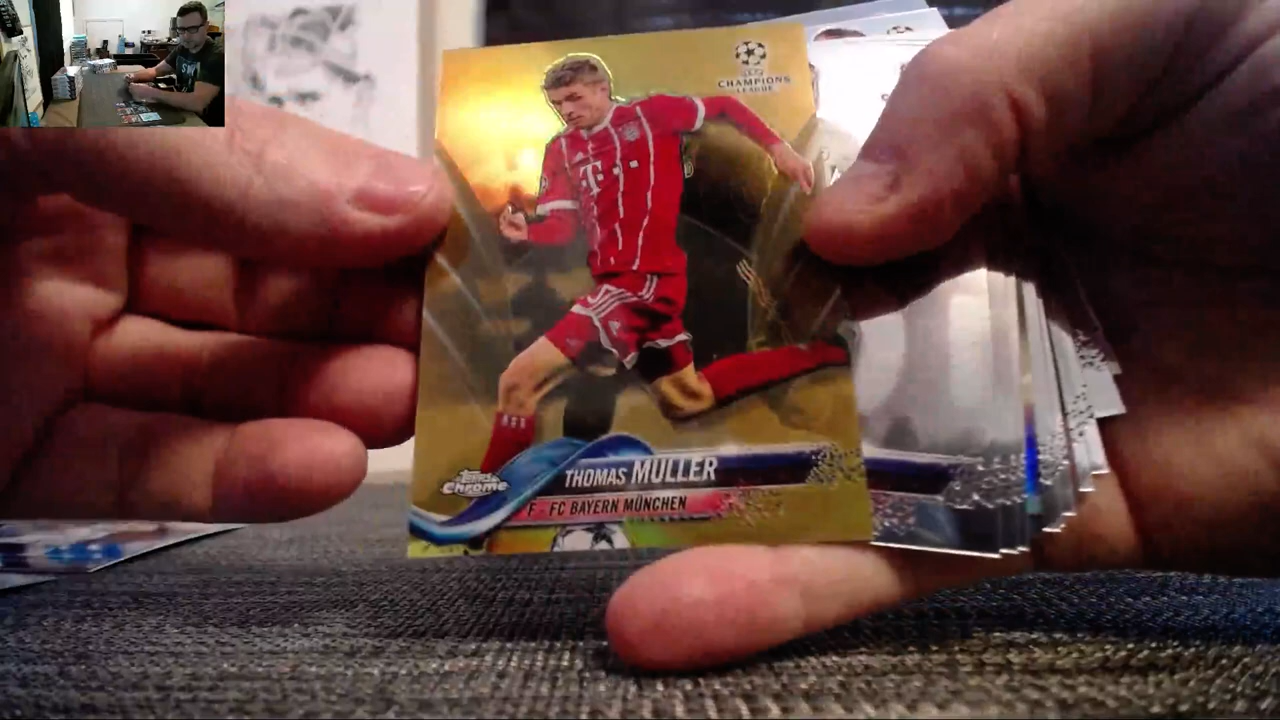 CHAMPIONS
LEAGUE
T
Topps
Chrome
THOMAS MULLER
F - FC BAYERN MÜNCHEN